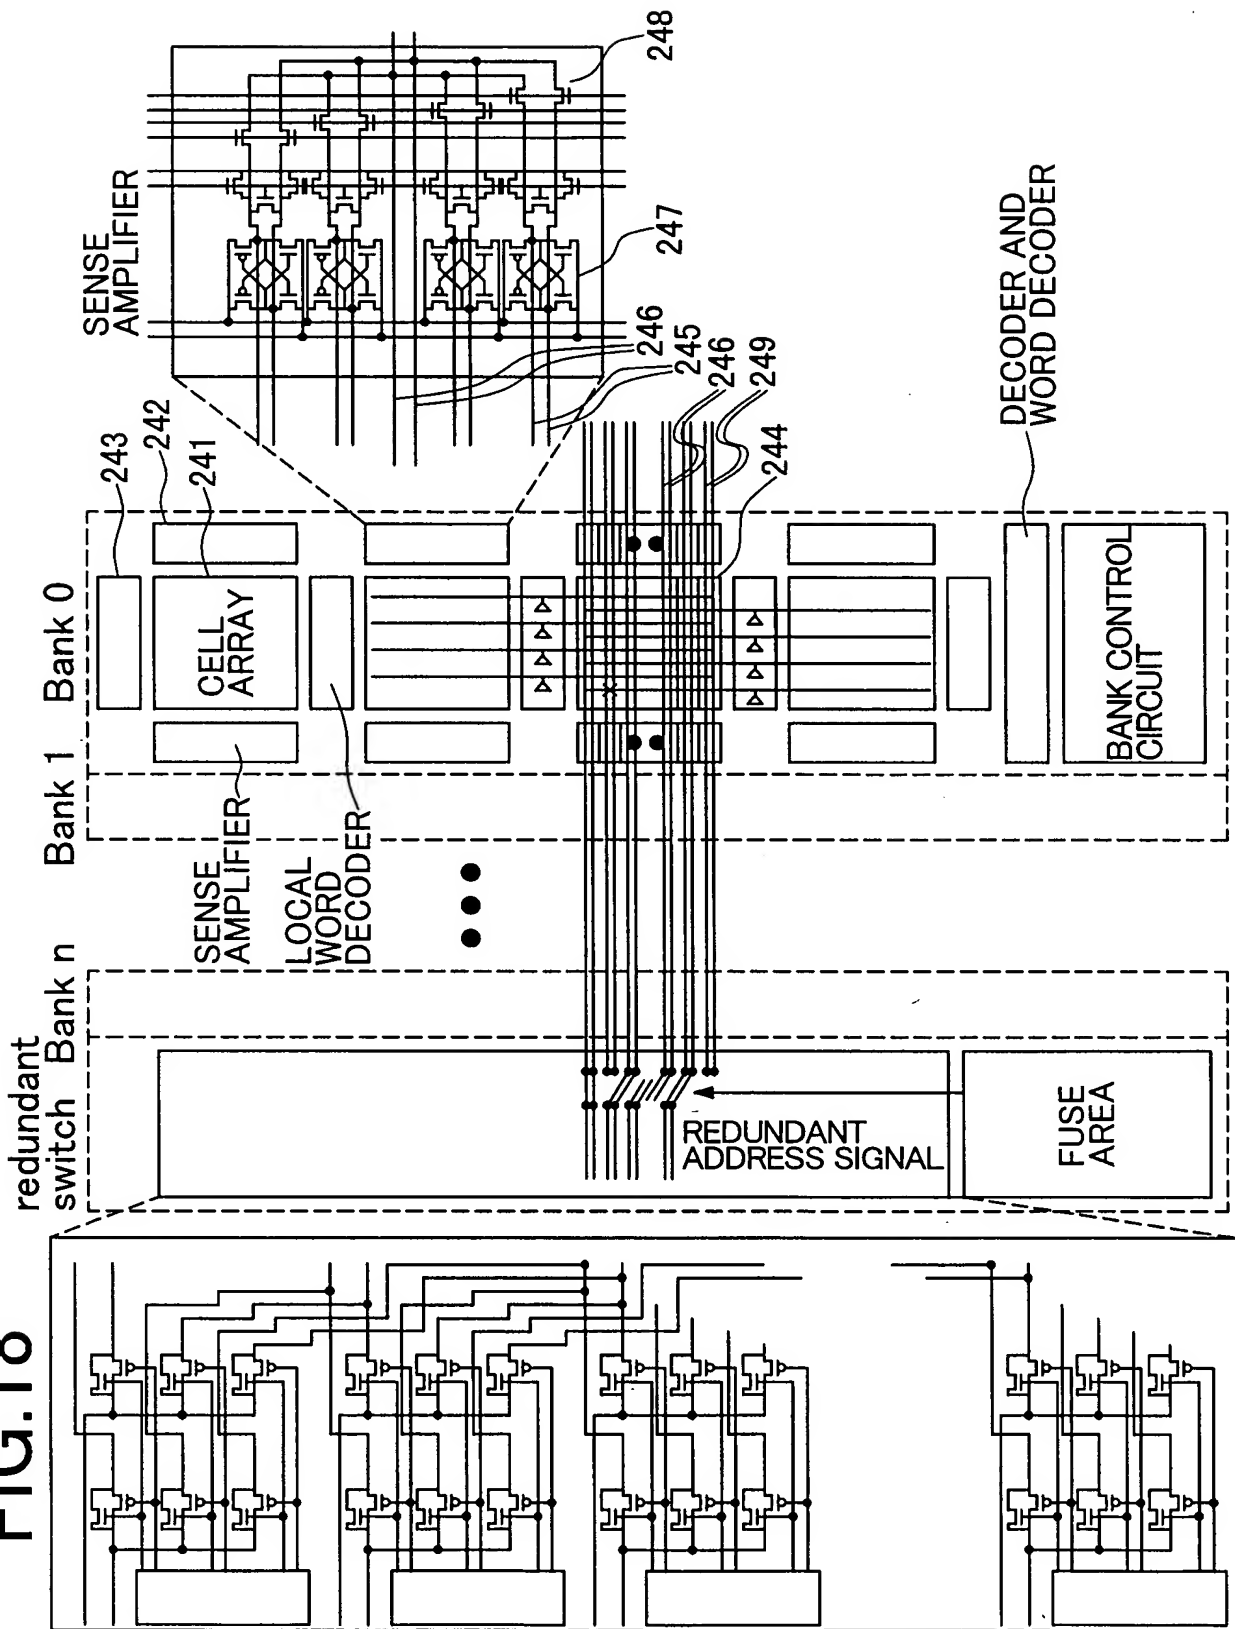 redundant
switch
Bank n
Bank 1
Bank 0
SENSE
AMPLIFIER
243
242
241
CELL
ARRAY
SENSE
AMPLIFIER
LOCAL
WORD
DECODER
248
247
246
245
246
249
244
REDUNDANT
ADDRESS SIGNAL
FUSE
AREA
DECODER AND
WORD DECODER
BANK CONTROL
CIRCUIT